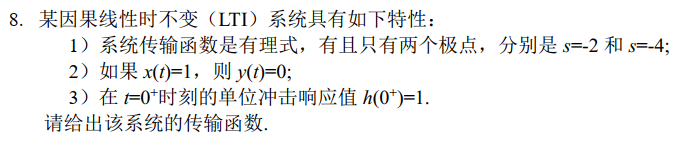 8. 某因果线性时不变（LTI）系统具有如下特性：
1）系统传输函数是有理式，有且只有两个极点，分别是 s=-2 和 s=-4;
2）如果 x(t)=1，则 y(t)=0;
3）在 t=0⁺时刻的单位冲击响应值 h(0⁺)=1.
请给出该系统的传输函数.